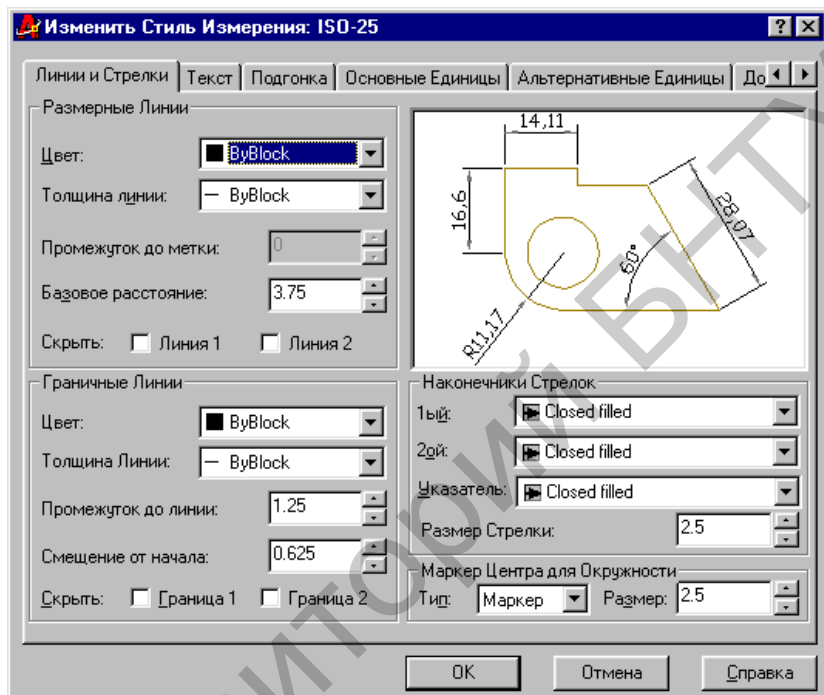 Изменить Стиль Измерения: ISO-25
Линии и Стрелки
Текст
Подгонка
Основные Единицы
Альтернативные Единицы
До
Размерные Линии
Цвет:
ByBlock
Толщина линии:
ByBlock
Промежуток до метки:
0
Базовое расстояние:
3.75
Скрыть:
Линия 1
Линия 2
14,11
16,6
28,07
60°
R11,17
Граничные Линии
Цвет:
ByBlock
Толщина Линии:
ByBlock
Промежуток до линии:
1.25
Смещение от начала:
0.625
Скрыть:
Граница 1
Граница 2
Наконечники Стрелок
1ый:
Closed filled
2ой:
Closed filled
Указатель:
Closed filled
Размер Стрелки:
2.5
Маркер Центра для Окружности
Тип:
Маркер
Размер:
2.5
OK
Отмена
Справка
иторий БНТУ